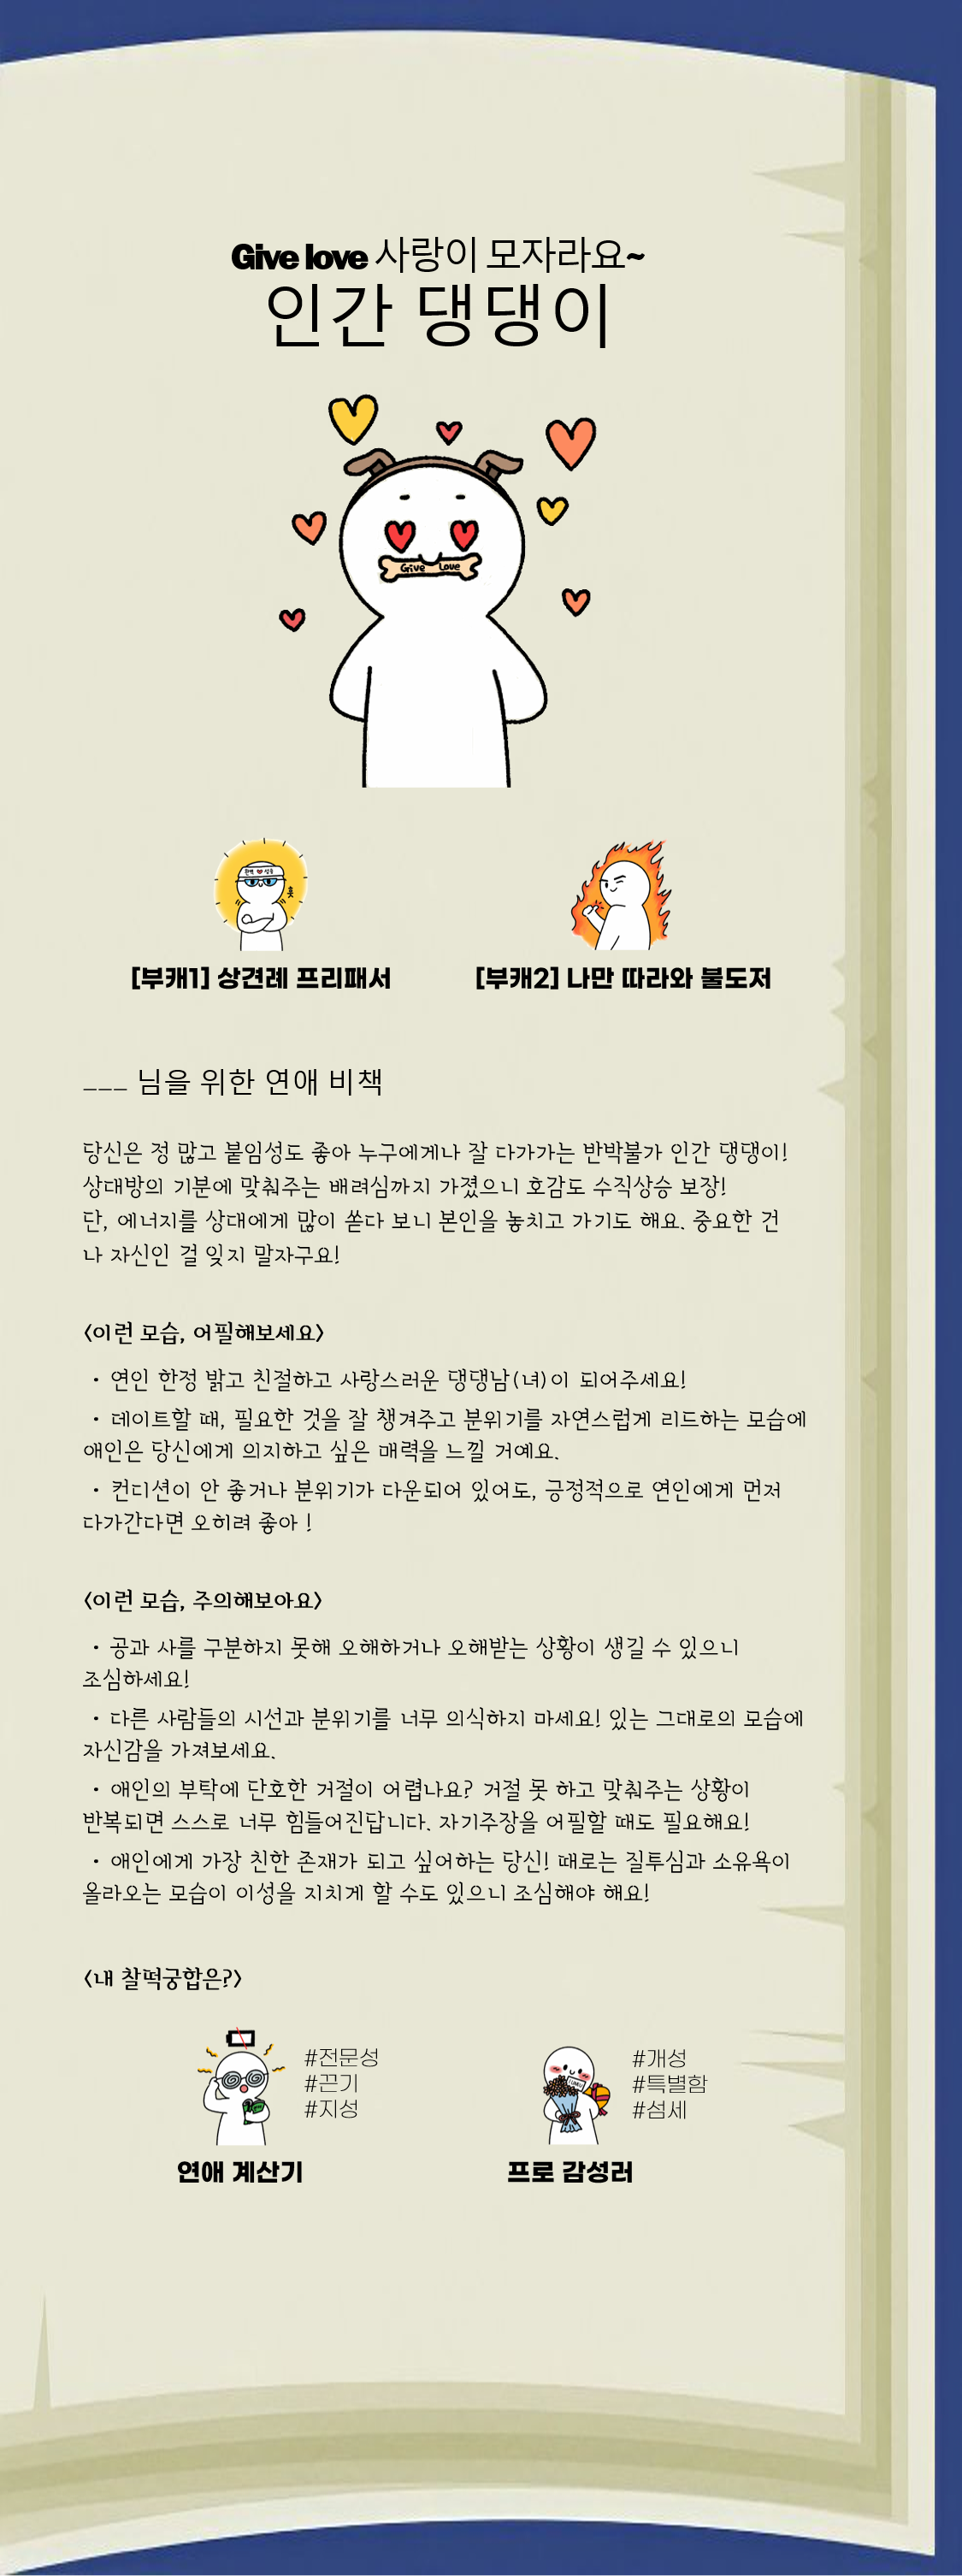 Give love 사랑이 모자라요~
인간 댕댕이
Give Love
훗
[부캐1] 상견례 프리패서
[부캐2] 나만 따라와 불도저
___ 님을 위한 연애 비책
당신은 정 많고 붙임성도 좋아 누구에게나 잘 다가가는 반박불가 인간 댕댕이!
상대방의 기분에 맞춰주는 배려심까지 가졌으니 호감도 수직상승 보장!
단, 에너지를 상대에게 많이 쏟다 보니 본인을 놓치고 가기도 해요. 중요한 건
나 자신인 걸 잊지 말자구요!
<이런 모습, 어필해보세요>
• 연인 한정 밝고 친절하고 사랑스러운 댕댕남(녀)이 되어주세요!
• 데이트할 때, 필요한 것을 잘 챙겨주고 분위기를 자연스럽게 리드하는 모습에
애인은 당신에게 의지하고 싶은 매력을 느낄 거예요.
• 컨디션이 안 좋거나 분위기가 다운되어 있어도, 긍정적으로 연인에게 먼저
다가간다면 오히려 좋아 !
<이런 모습, 주의해보아요>
• 공과 사를 구분하지 못해 오해하거나 오해받는 상황이 생길 수 있으니
조심하세요!
• 다른 사람들의 시선과 분위기를 너무 의식하지 마세요! 있는 그대로의 모습에
자신감을 가져보세요.
• 애인의 부탁에 단호한 거절이 어렵나요? 거절 못 하고 맞춰주는 상황이
반복되면 스스로 너무 힘들어진답니다. 자기주장을 어필할 때도 필요해요!
• 애인에게 가장 친한 존재가 되고 싶어하는 당신! 때로는 질투심과 소유욕이
올라오는 모습이 이성을 지치게 할 수도 있으니 조심해야 해요!
<내 찰떡궁합은?>
#전문성
#끈기
#지성
연애 계산기
#개성
#특별함
#섬세
프로 감성러